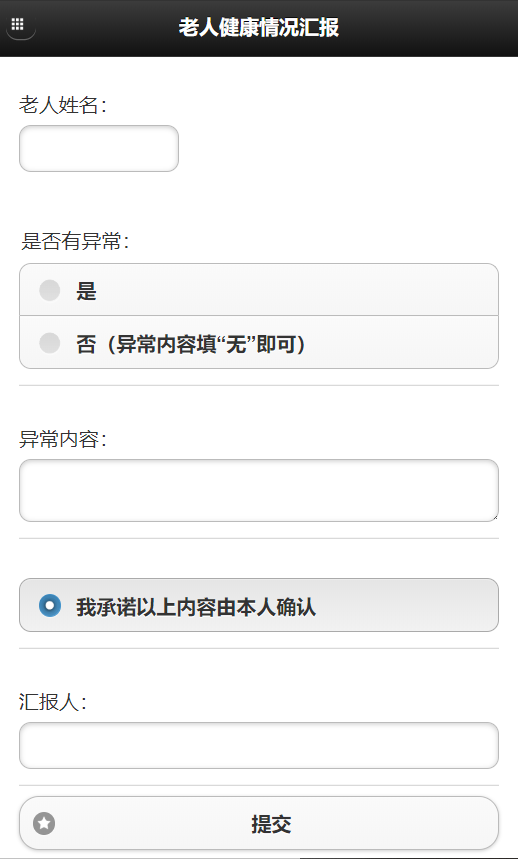 老人健康情况汇报
老人姓名：
是否有异常：
是
否（异常内容填“无”即可）
异常内容：
我承诺以上内容由本人确认
汇报人：
提交